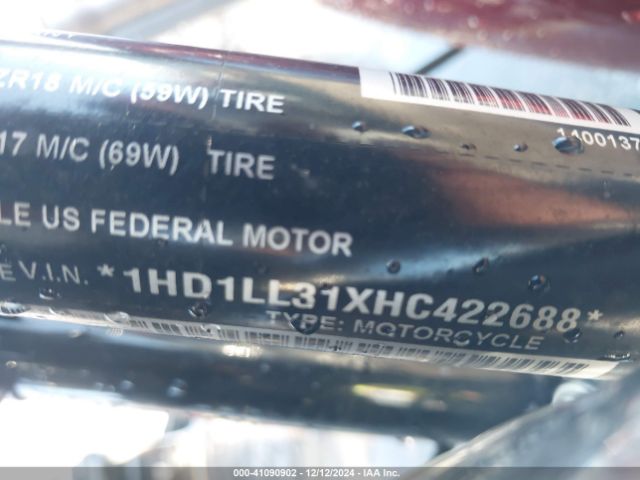 ZR18 M/C (59W) TIRE
1100137
17 M/C (69W) TIRE
LE US FEDERAL MOTOR
E V.I.N. *1HD1LL31XHC422688*
TYPE: MOTORCYCLE
000-41090902 - 12/12/2024 - IAA Inc.